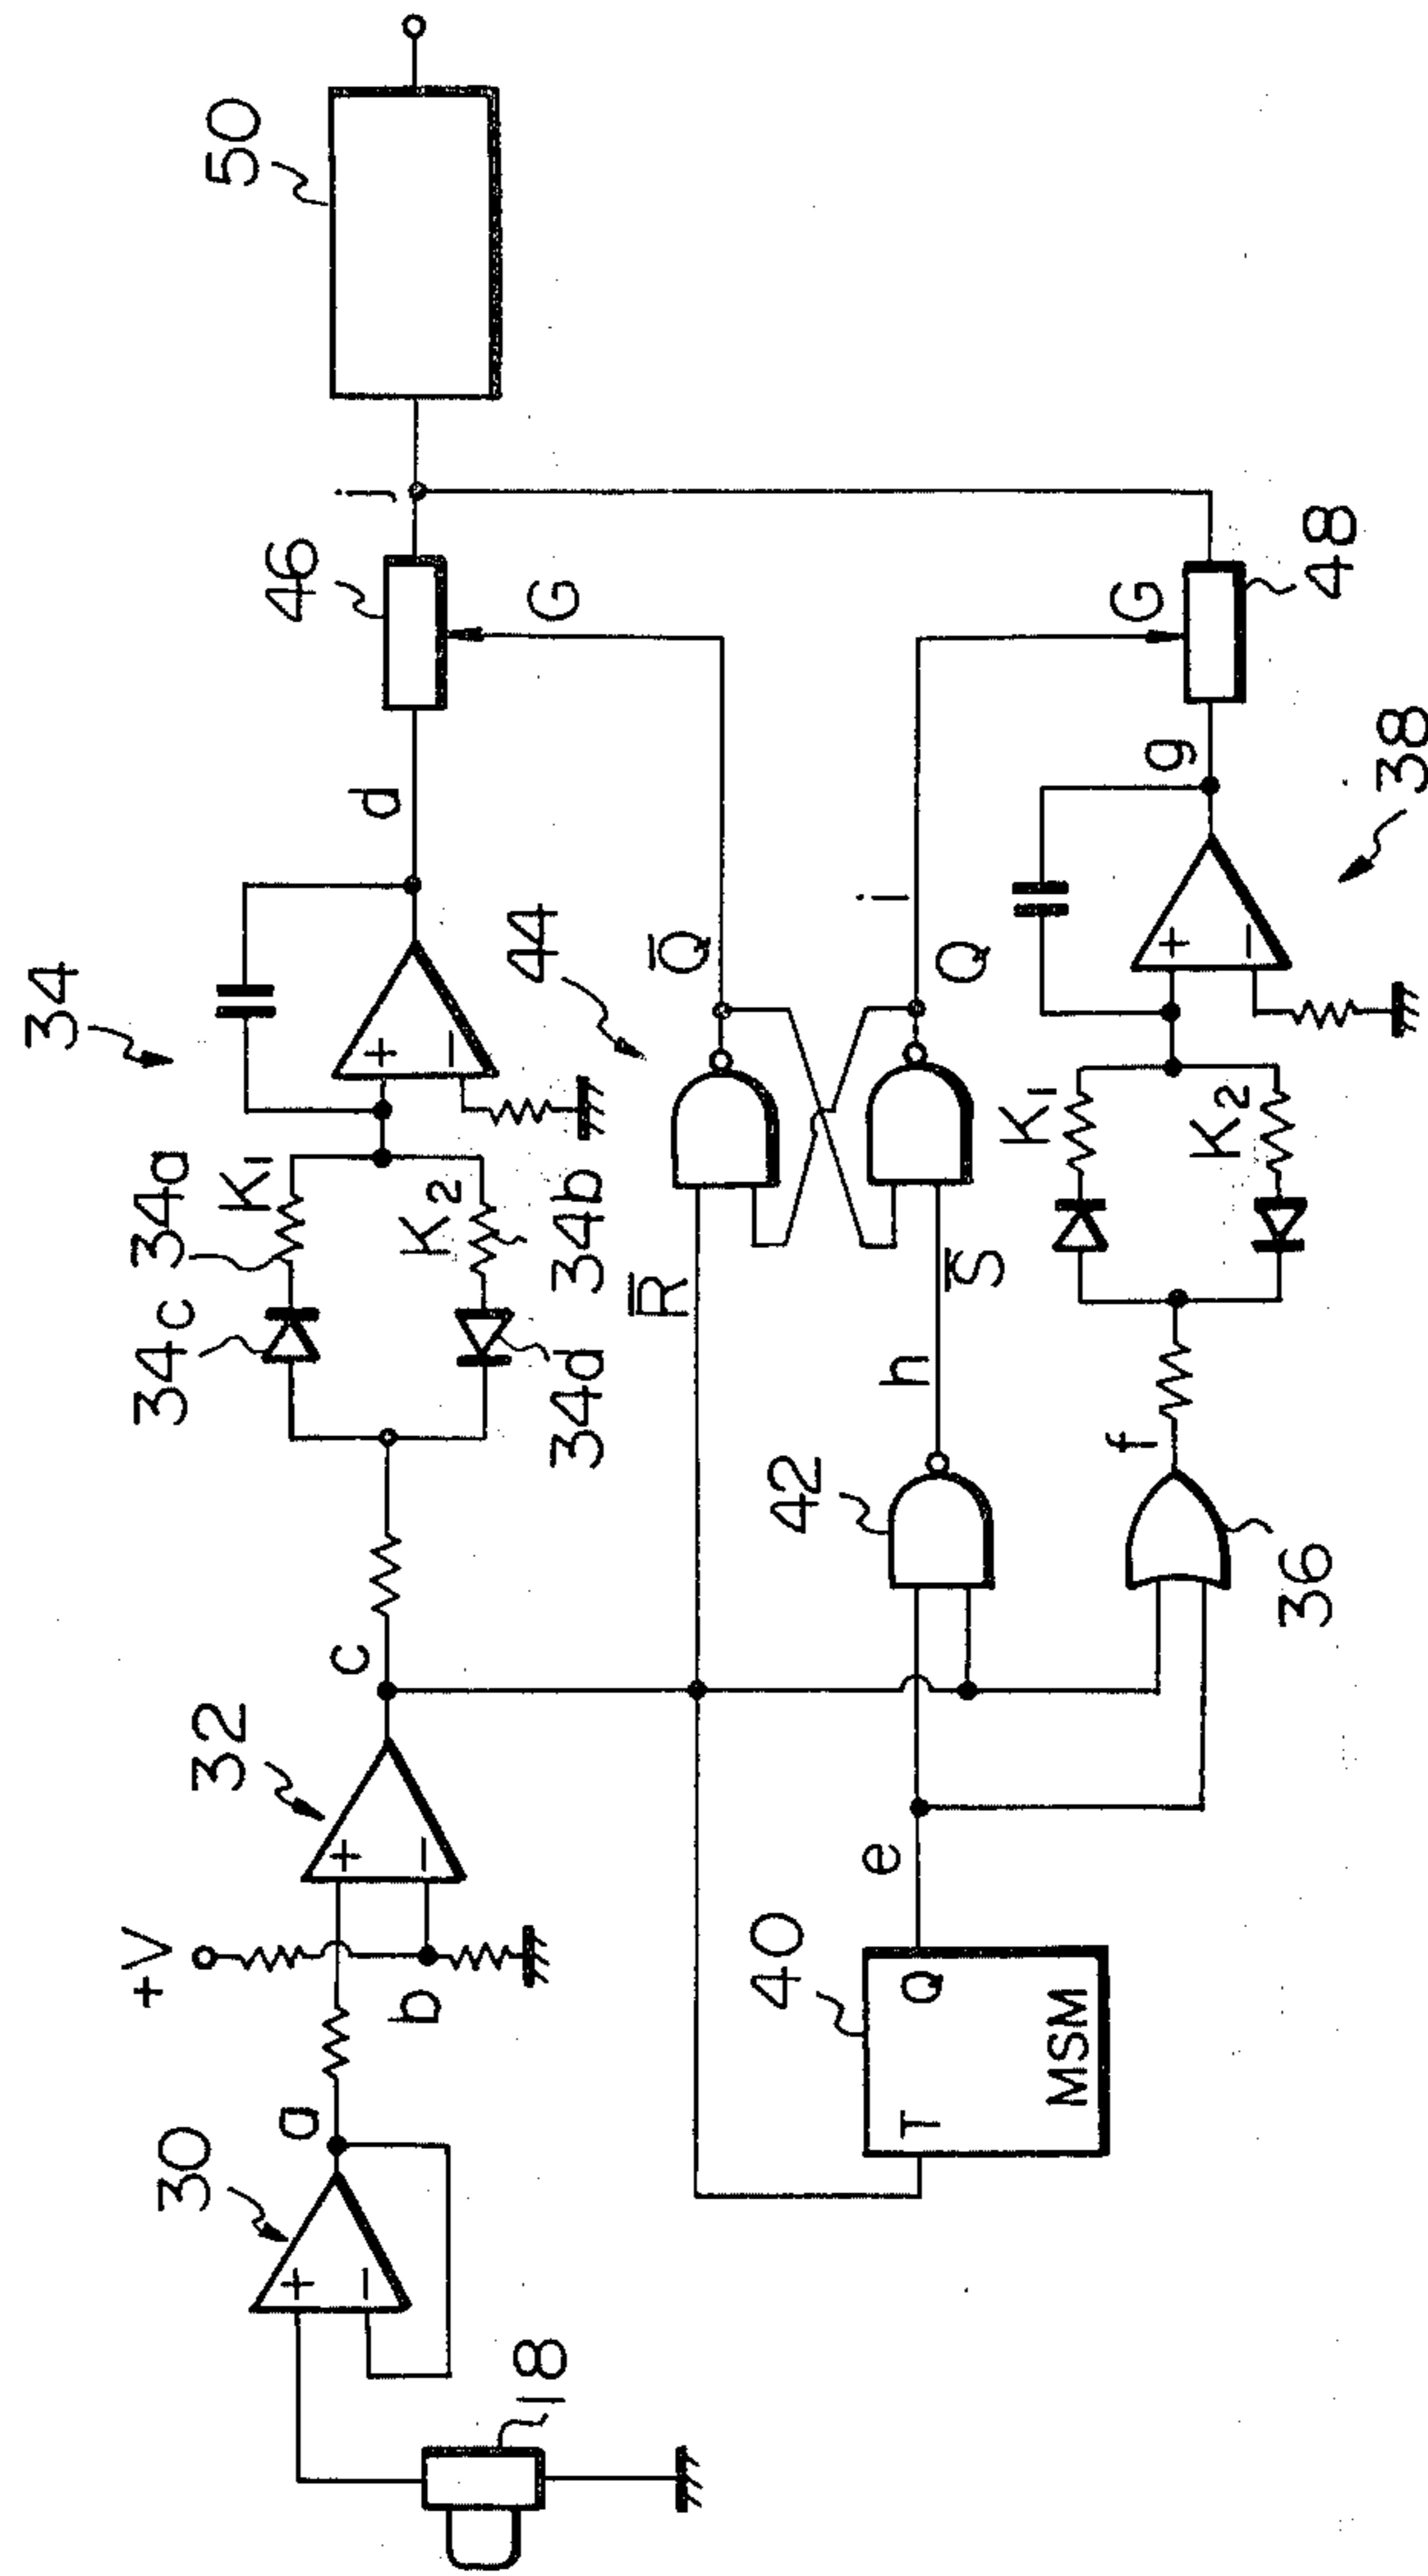 34
34a
K1
34c
K2
34b
34d
d
46
j
50
G
+V
32
c
30
a
b
18
R̅
44
Q̅
42
h
S̅
i
Q
G
40
T
Q
MSM
e
f
36
K1
K2
38
g
48
+
−
+
−
+
−
+
−